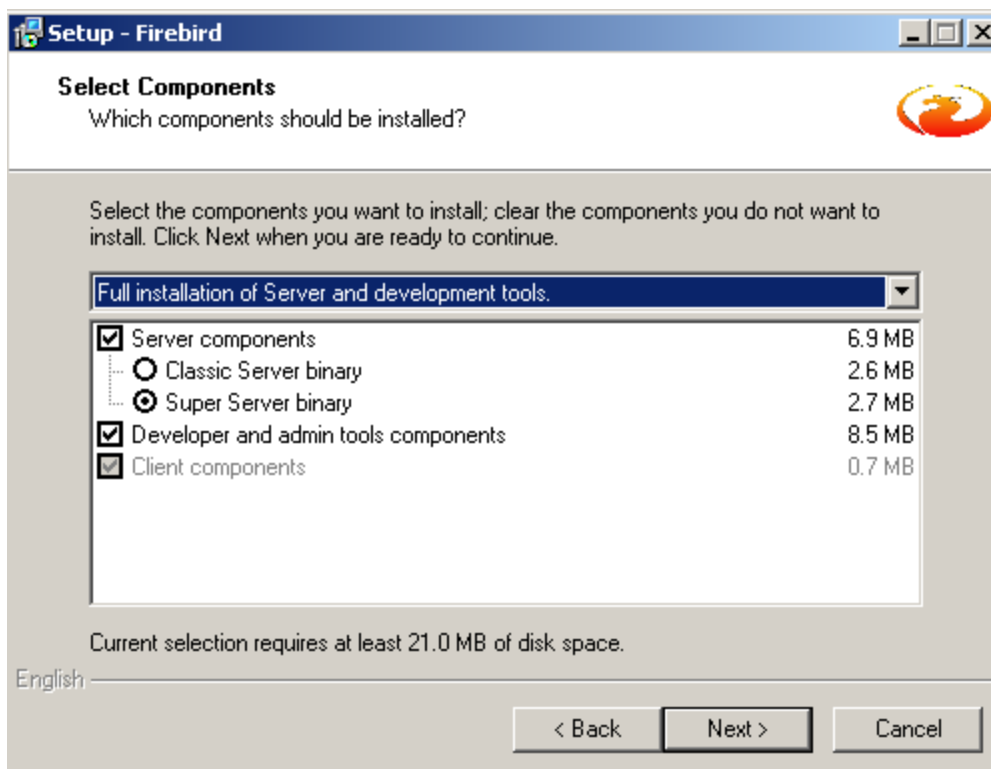 Setup - Firebird
Select Components
Which components should be installed?
Select the components you want to install; clear the components you do not want to
install. Click Next when you are ready to continue.
Full installation of Server and development tools.
Server components 6.9 MB
Classic Server binary 2.6 MB
Super Server binary 2.7 MB
Developer and admin tools components 8.5 MB
Client components 0.7 MB
Current selection requires at least 21.0 MB of disk space.
English
< Back Next > Cancel